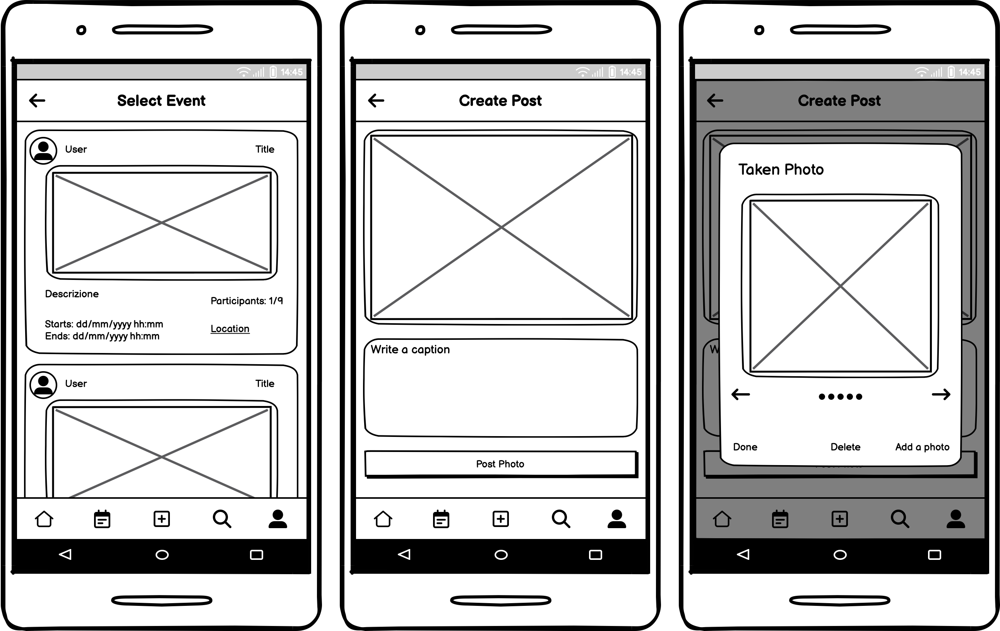 14:45
Select Event
User
Title
Descrizione
Participants: 1/9
Starts: dd/mm/yyyy hh:mm
Ends: dd/mm/yyyy hh:mm
Location
User
Title
14:45
Create Post
Write a caption
Post Photo
14:45
Create Post
Taken Photo
W
Done
Delete
Add a photo